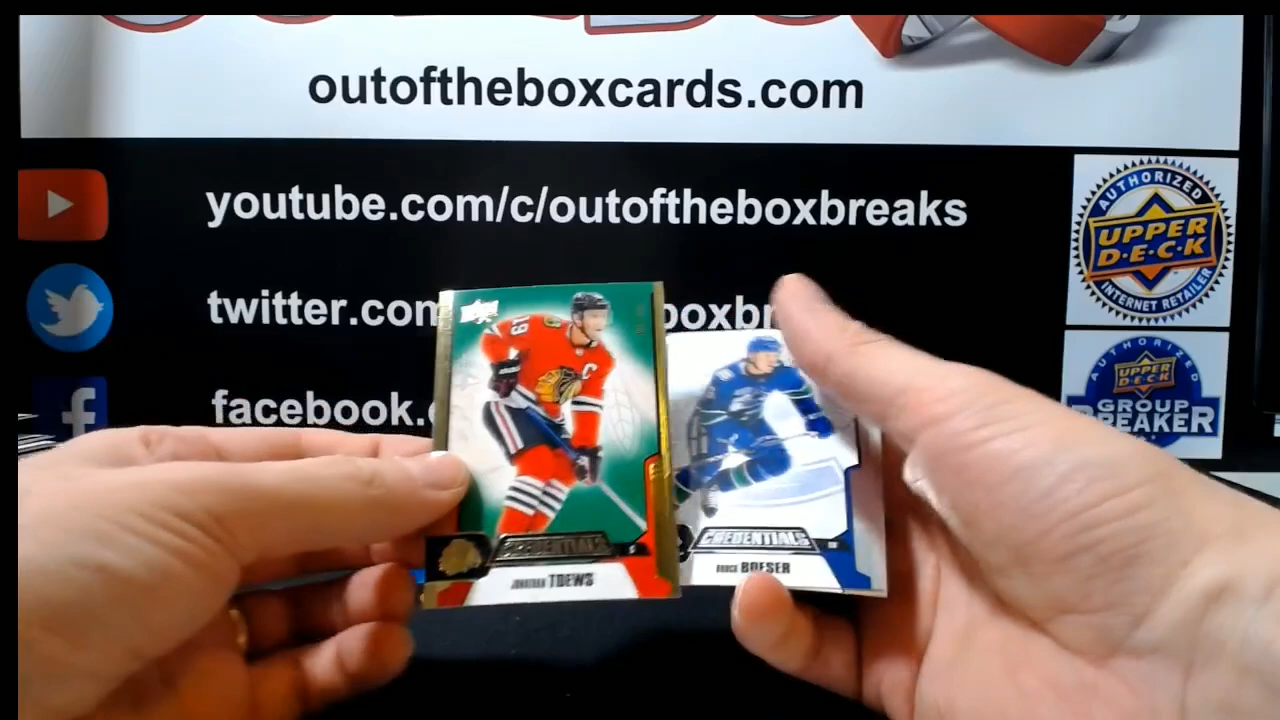 outoftheboxcards.com
youtube.com/c/outoftheboxbreaks
twitter.com
boxbr
facebook.
AUTHORIZED
UPPER
D·E·C·K
INTERNET RETAILER
AUTHORIZED
UPPER
DECK
GROUP
BREAKER
19
C
CREDENTIALS
JONATHAN TOEWS
CREDENTIALS
BROCK BOESER